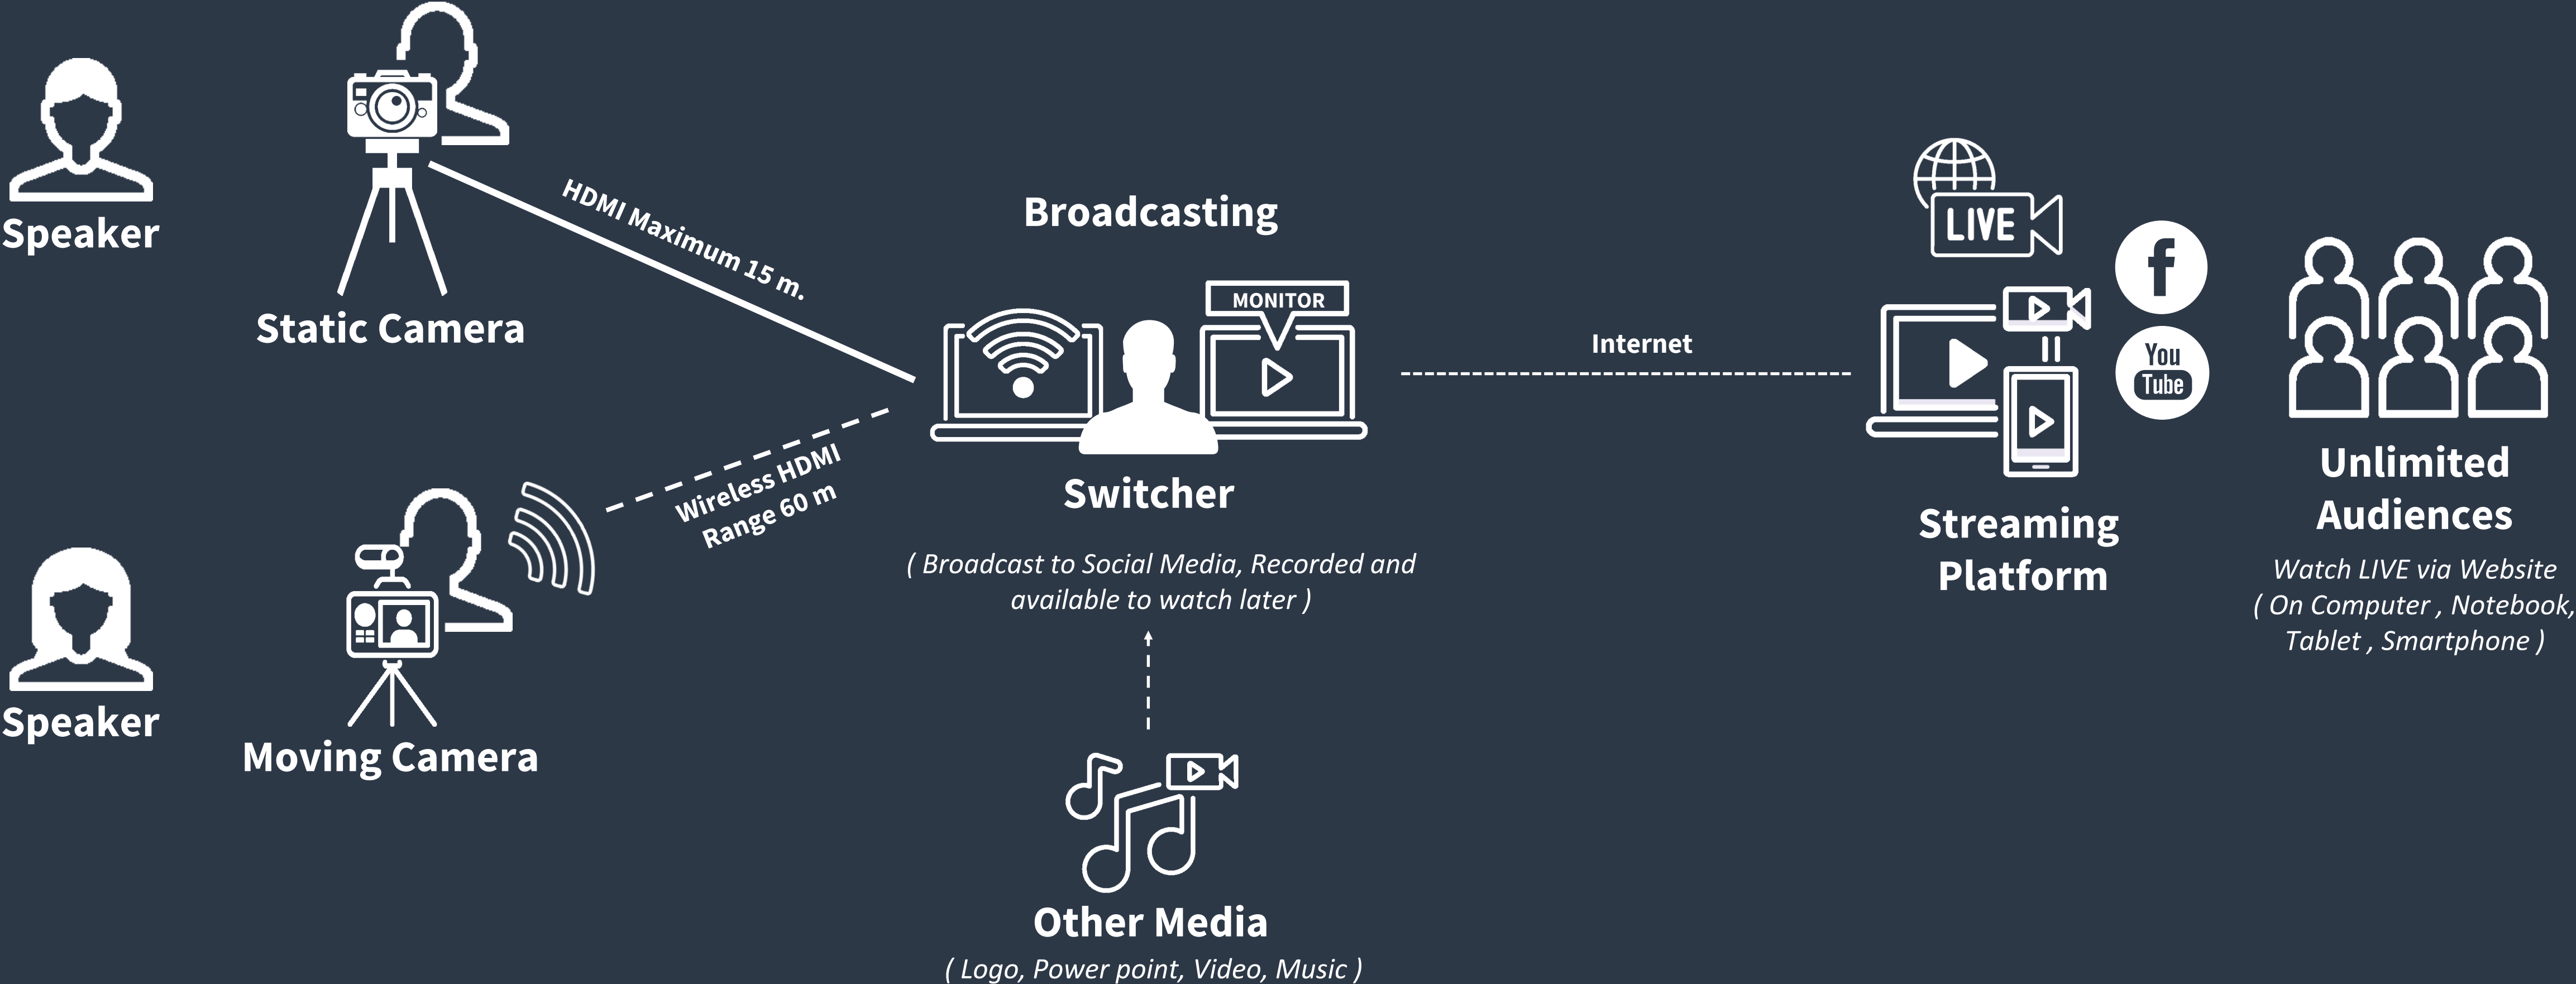 Speaker
Static Camera
HDMI Maximum 15 m.
Speaker
Moving Camera
Wireless HDMI
Range 60 m
Broadcasting
MONITOR
Switcher
( Broadcast to Social Media, Recorded and
available to watch later )
Other Media
( Logo, Power point, Video, Music )
Internet
LIVE
f
You
Tube
Streaming
Platform
Unlimited
Audiences
Watch LIVE via Website
( On Computer , Notebook,
Tablet , Smartphone )